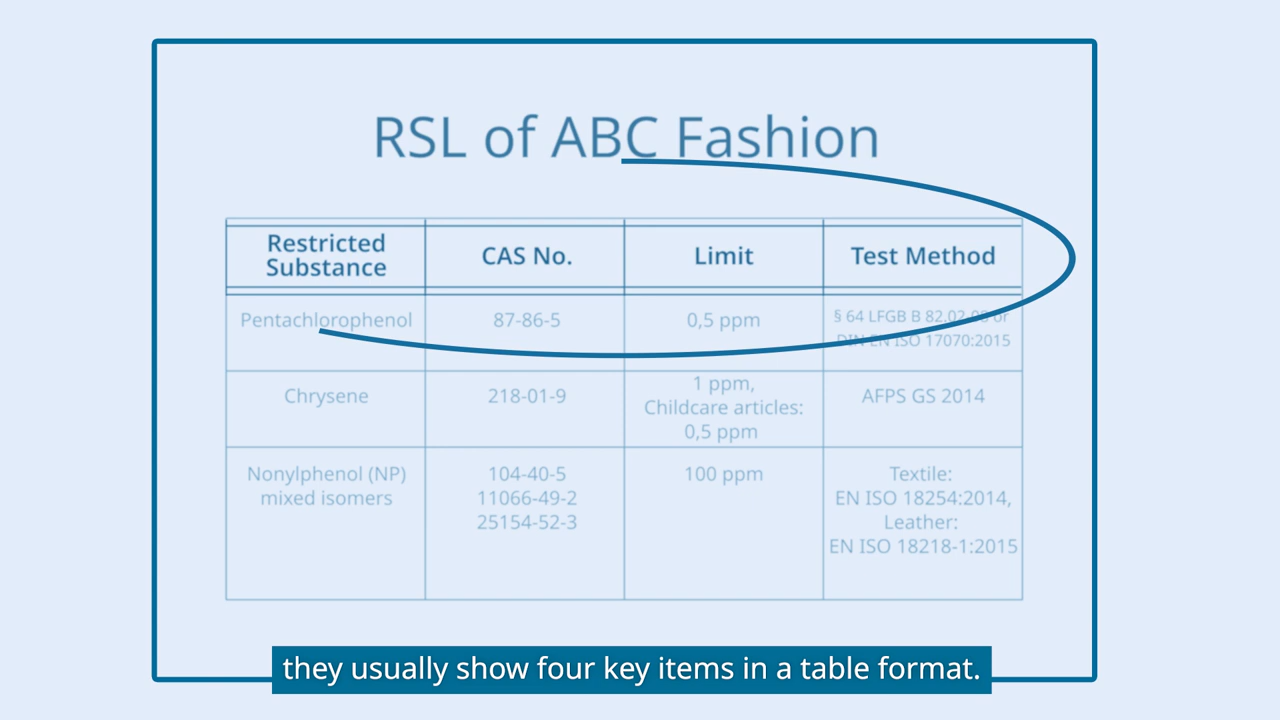 RSL of ABC Fashion
Restricted
Substance
CAS No.
Limit
Test Method
Pentachlorophenol
87-86-5
0,5 ppm
§ 64 LFGB B 82.02.08 or
DIN EN ISO 17070:2015
Chrysene
218-01-9
1 ppm,
Childcare articles:
0,5 ppm
AFPS GS 2014
Nonylphenol (NP)
mixed isomers
104-40-5
11066-49-2
25154-52-3
100 ppm
Textile:
EN ISO 18254:2014,
Leather:
EN ISO 18218-1:2015
they usually show four key items in a table format.